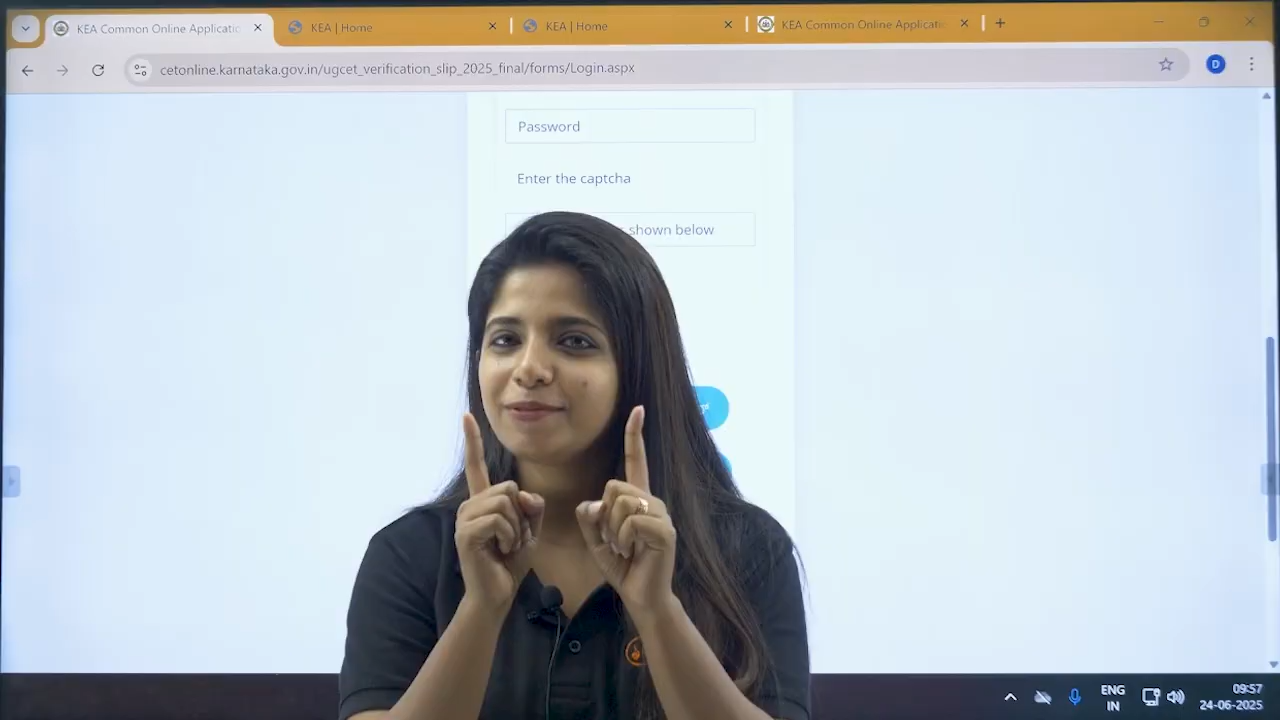 KEA Common Online Applicatio
KEA | Home
KEA | Home
KEA Common Online Applicatio
cetonline.karnataka.gov.in/ugcet_verification_slip_2025_final/forms/Login.aspx
D
Password
Enter the captcha
shown below
ENG
IN
09:57
24-06-2025